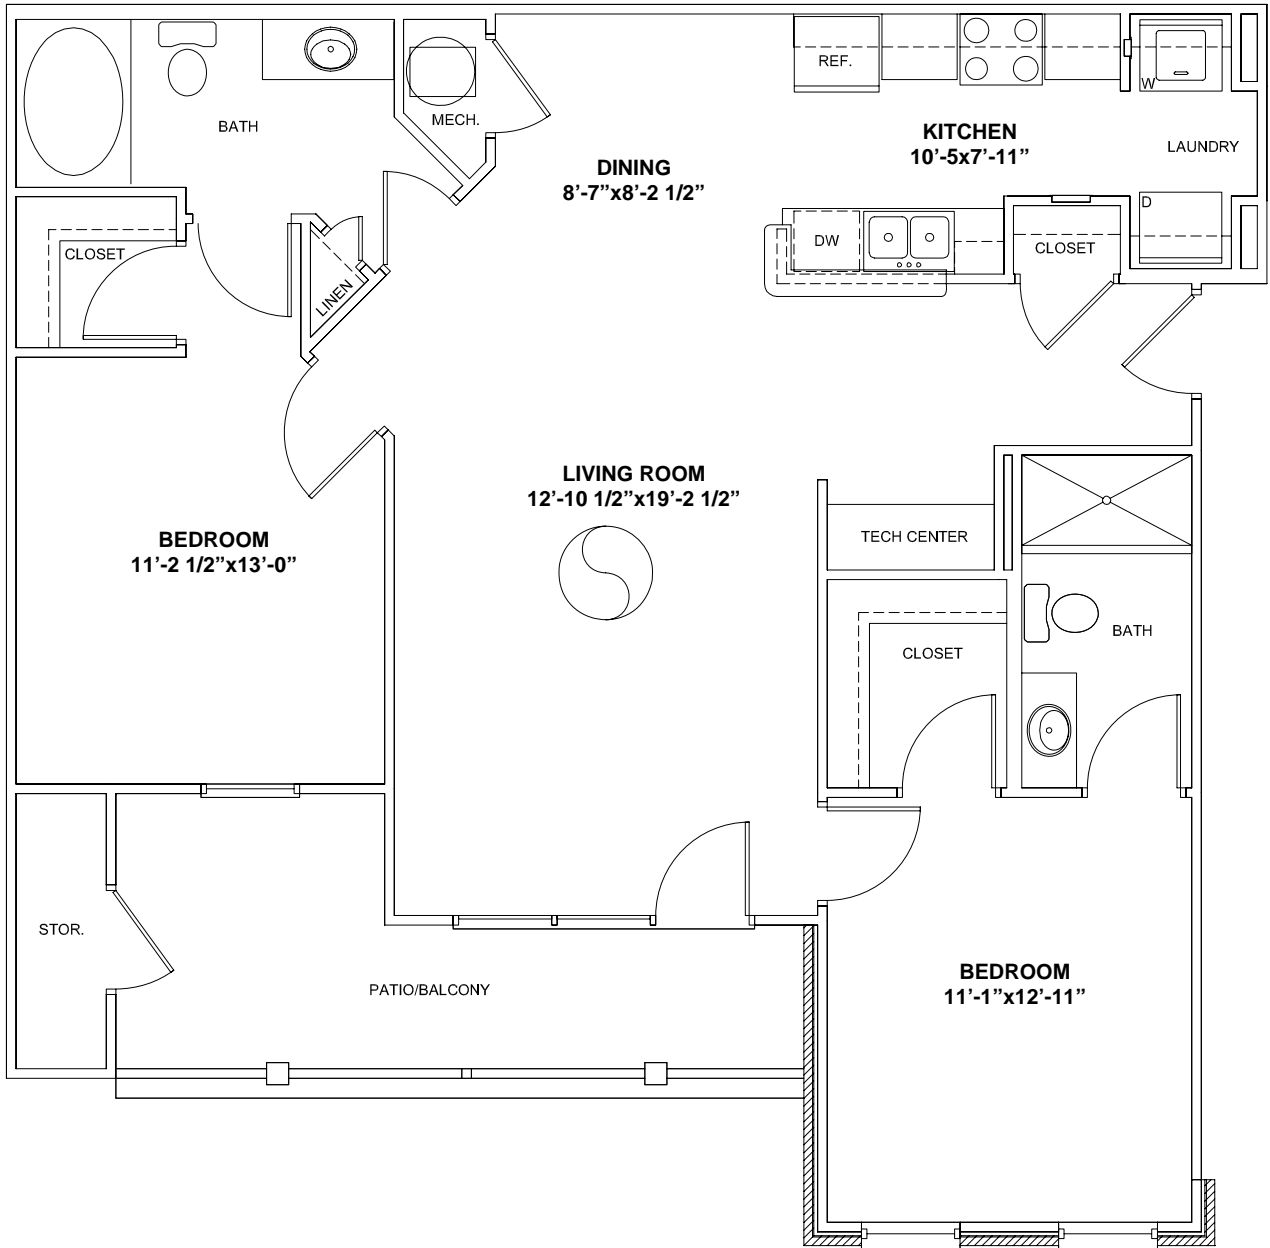 REF.
W
BATH
MECH.
KITCHEN
10’-5x7’-11”
LAUNDRY
DINING
8’-7”x8’-2 1/2”
D
CLOSET
DW
CLOSET
LINEN
LIVING ROOM
12’-10 1/2”x19’-2 1/2”
BEDROOM
11’-2 1/2”x13’-0”
TECH CENTER
BATH
CLOSET
STOR.
PATIO/BALCONY
BEDROOM
11’-1”x12’-11”